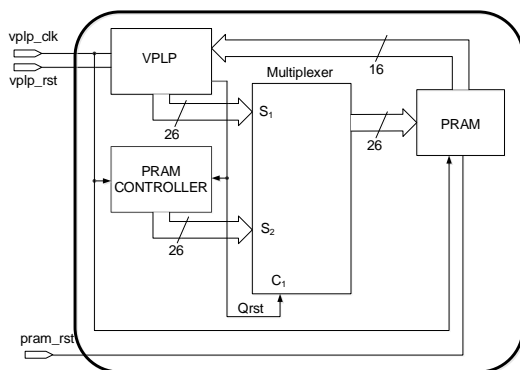 vplp_clk
vplp_rst
VPLP
16
Multiplexer
26
S1
26
PRAM
PRAM
CONTROLLER
26
S2
C1
Qrst
pram_rst